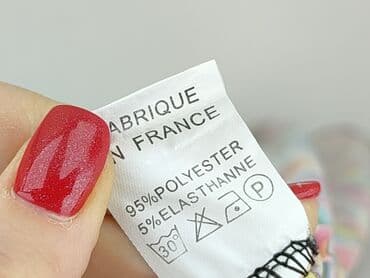 ABRIQUE
N FRANCE
95%POLYESTER
5%ELASTHANNE
30°
P